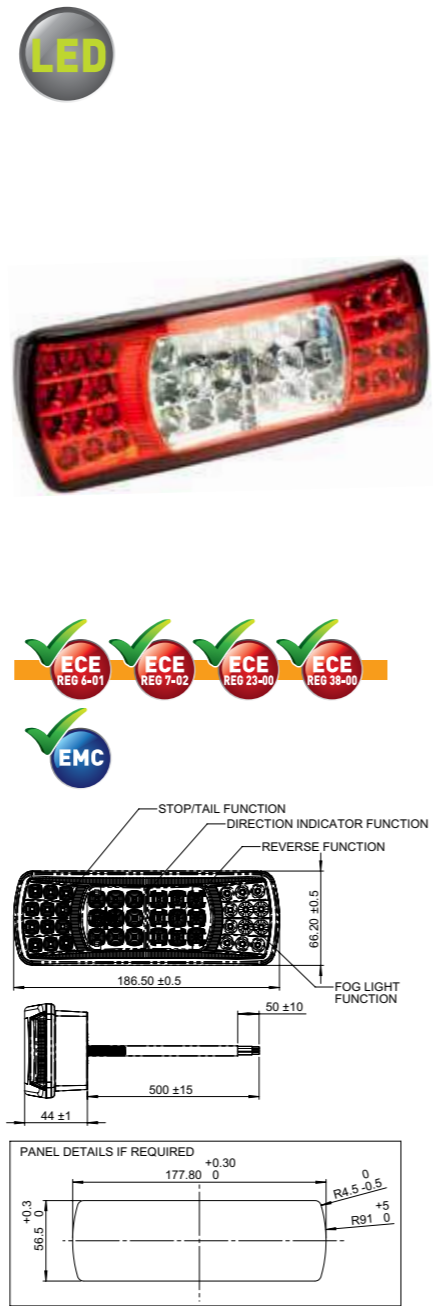 LED
ECE
REG 6-01
ECE
REG 7-02
ECE
REG 23-00
ECE
REG 38-00
EMC
STOP/TAIL FUNCTION
DIRECTION INDICATOR FUNCTION
REVERSE FUNCTION
66.20 ±0.5
186.50 ±0.5
FOG LIGHT
FUNCTION
50 ±10
500 ±15
44 ±1
PANEL DETAILS IF REQUIRED
177.80 +0.30 0
R4.5 0 -0.5
R91 +5 0
56.5 +0.3 0